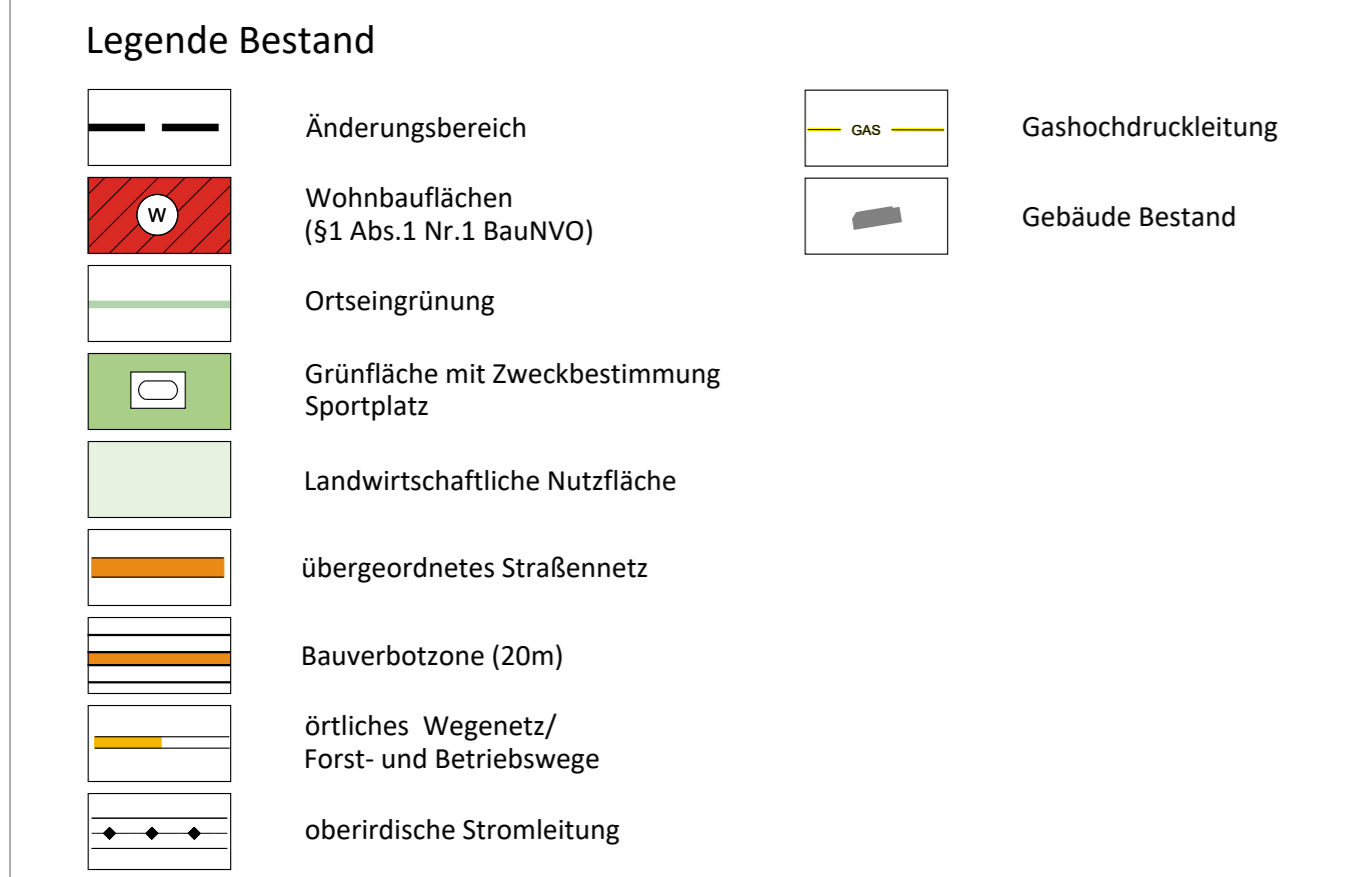 Legende Bestand
Änderungsbereich
W
Wohnbauflächen
(§1 Abs.1 Nr.1 BauNVO)
Ortseingrünung
Grünfläche mit Zweckbestimmung
Sportplatz
Landwirtschaftliche Nutzfläche
übergeordnetes Straßennetz
Bauverbotzone (20m)
örtliches Wegenetz/
Forst- und Betriebswege
oberirdische Stromleitung
GAS
Gashochdruckleitung
Gebäude Bestand